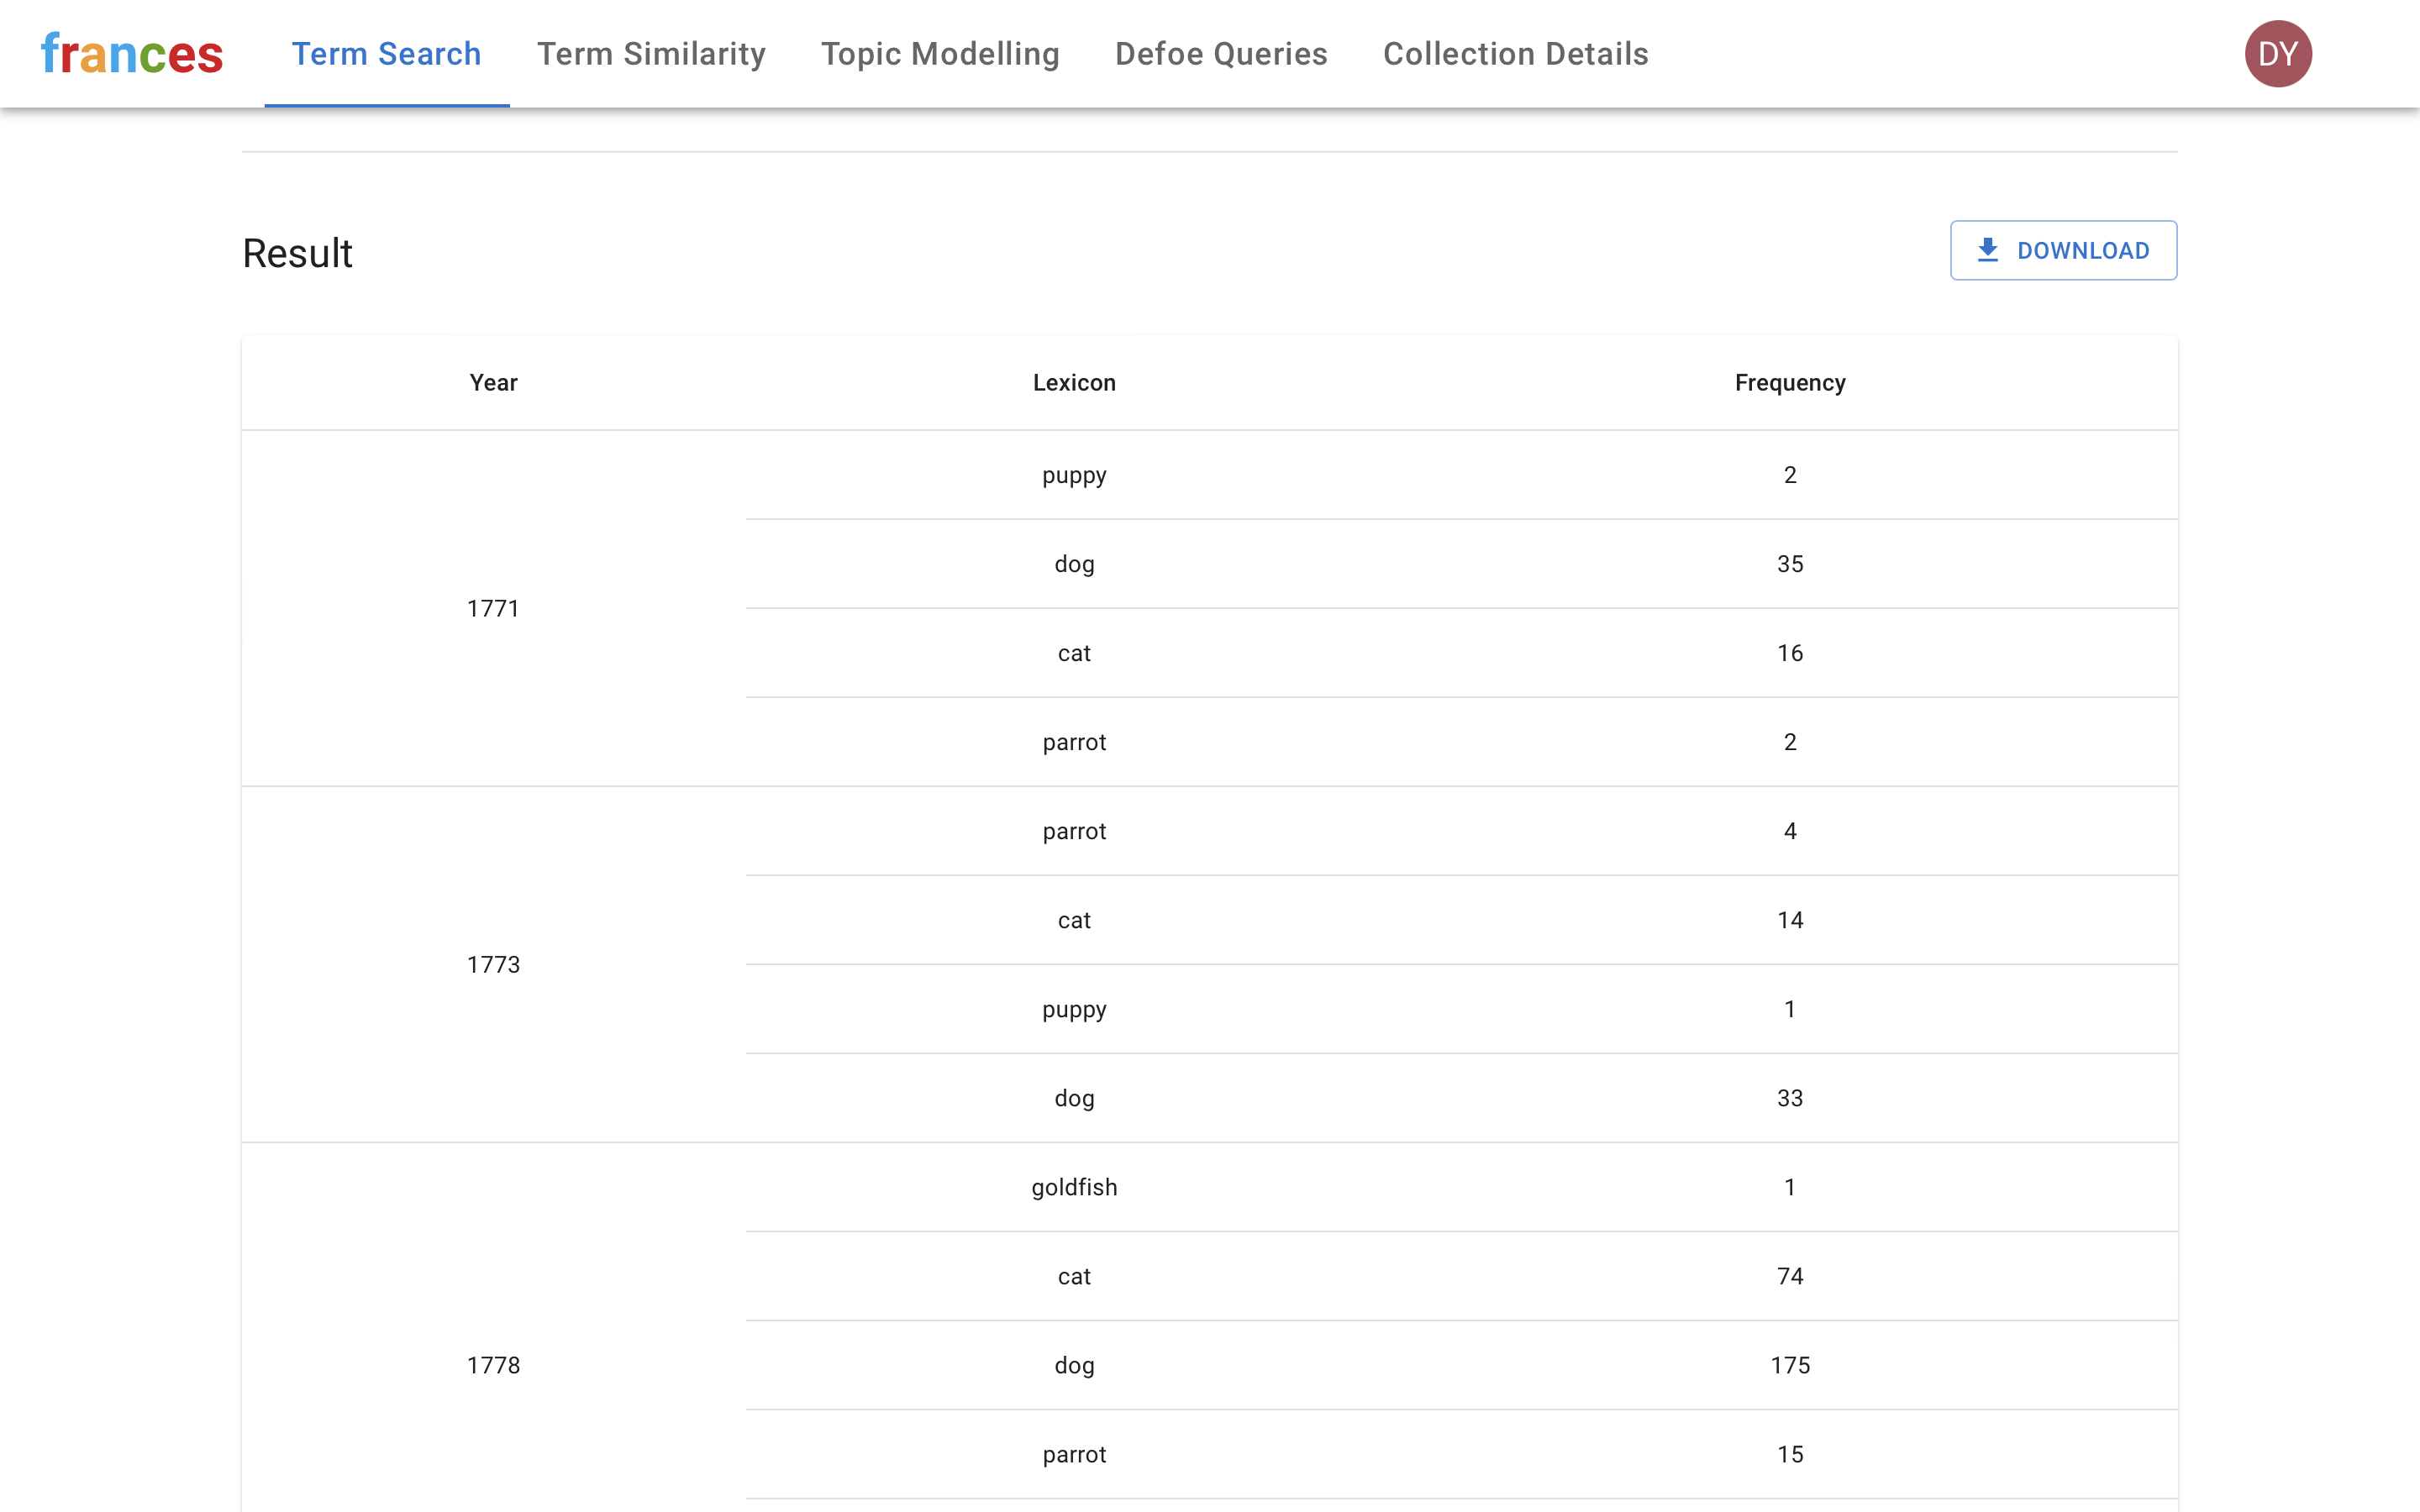 frances Term Search Term Similarity Topic Modelling Defoe Queries Collection Details DY
Result DOWNLOAD
Year Lexicon Frequency
puppy 2
dog 35
1771
cat 16
parrot 2
parrot 4
cat 14
1773
puppy 1
dog 33
goldfish 1
cat 74
1778 dog 175
parrot 15